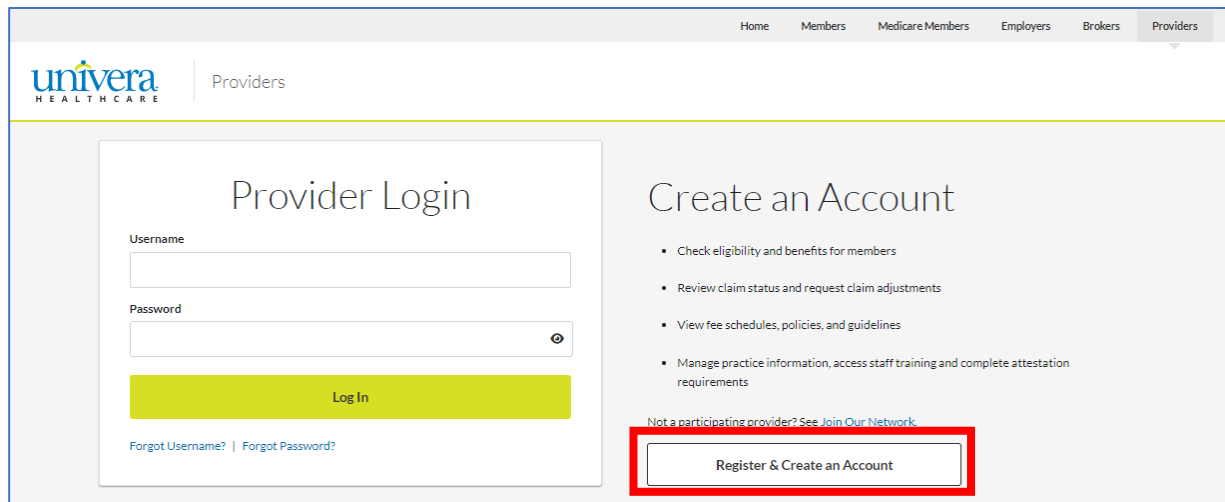 Home Members Medicare Members Employers Brokers Providers
univera
HEALTHCARE
Providers
Provider Login
Username
Password
Log In
Forgot Username? | Forgot Password?
Create an Account
• Check eligibility and benefits for members
• Review claim status and request claim adjustments
• View fee schedules, policies, and guidelines
• Manage practice information, access staff training and complete attestation
requirements
Not a participating provider? See Join Our Network.
Register & Create an Account